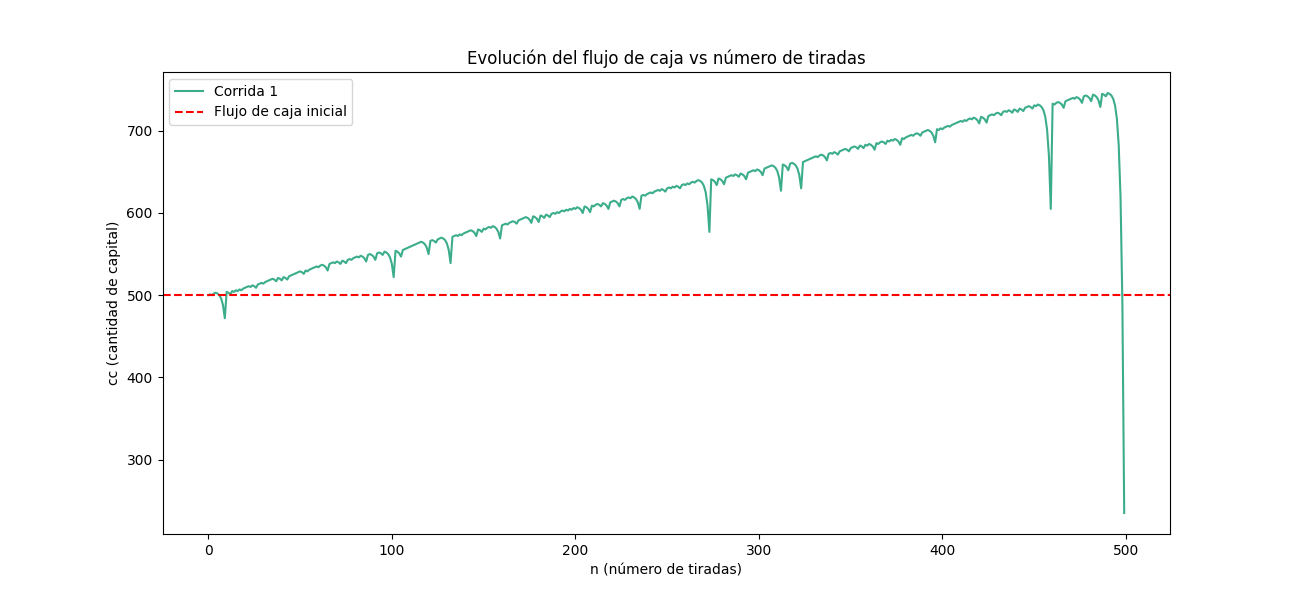 Evolución del flujo de caja vs número de tiradas
Corrida 1
Flujo de caja inicial
cc (cantidad de capital)
700
600
500
400
300
0 100 200 300 400 500
n (número de tiradas)